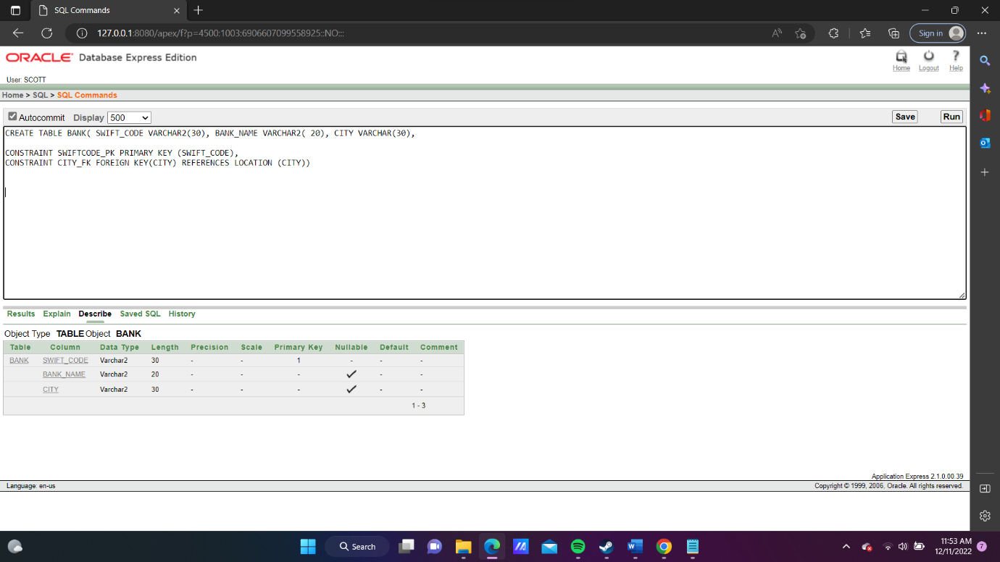 SQL Commands
127.0.0.1:8080/apex/f?p=4500:1003:6906607099558925::NO:::
Sign in
ORACLE Database Express Edition
Home Logout Help
User: SCOTT
Home > SQL > SQL Commands
Autocommit Display 500 Save Run
CREATE TABLE BANK( SWIFT_CODE VARCHAR2(30), BANK_NAME VARCHAR2( 20), CITY VARCHAR(30),
CONSTRAINT SWIFTCODE_PK PRIMARY KEY (SWIFT_CODE),
CONSTRAINT CITY_FK FOREIGN KEY(CITY) REFERENCES LOCATION (CITY))
Results Explain Describe Saved SQL History
Object Type TABLE Object BANK
Table Column Data Type Length Precision Scale Primary Key Nullable Default Comment
BANK SWIFT_CODE Varchar2 30 - - 1 - - -
BANK_NAME Varchar2 20 - - - ✓ - -
CITY Varchar2 30 - - - ✓ - -
1 - 3
Application Express 2.1.0.00.39
Language: en-us Copyright © 1999, 2006, Oracle. All rights reserved.
Search
11:53 AM
12/11/2022 7